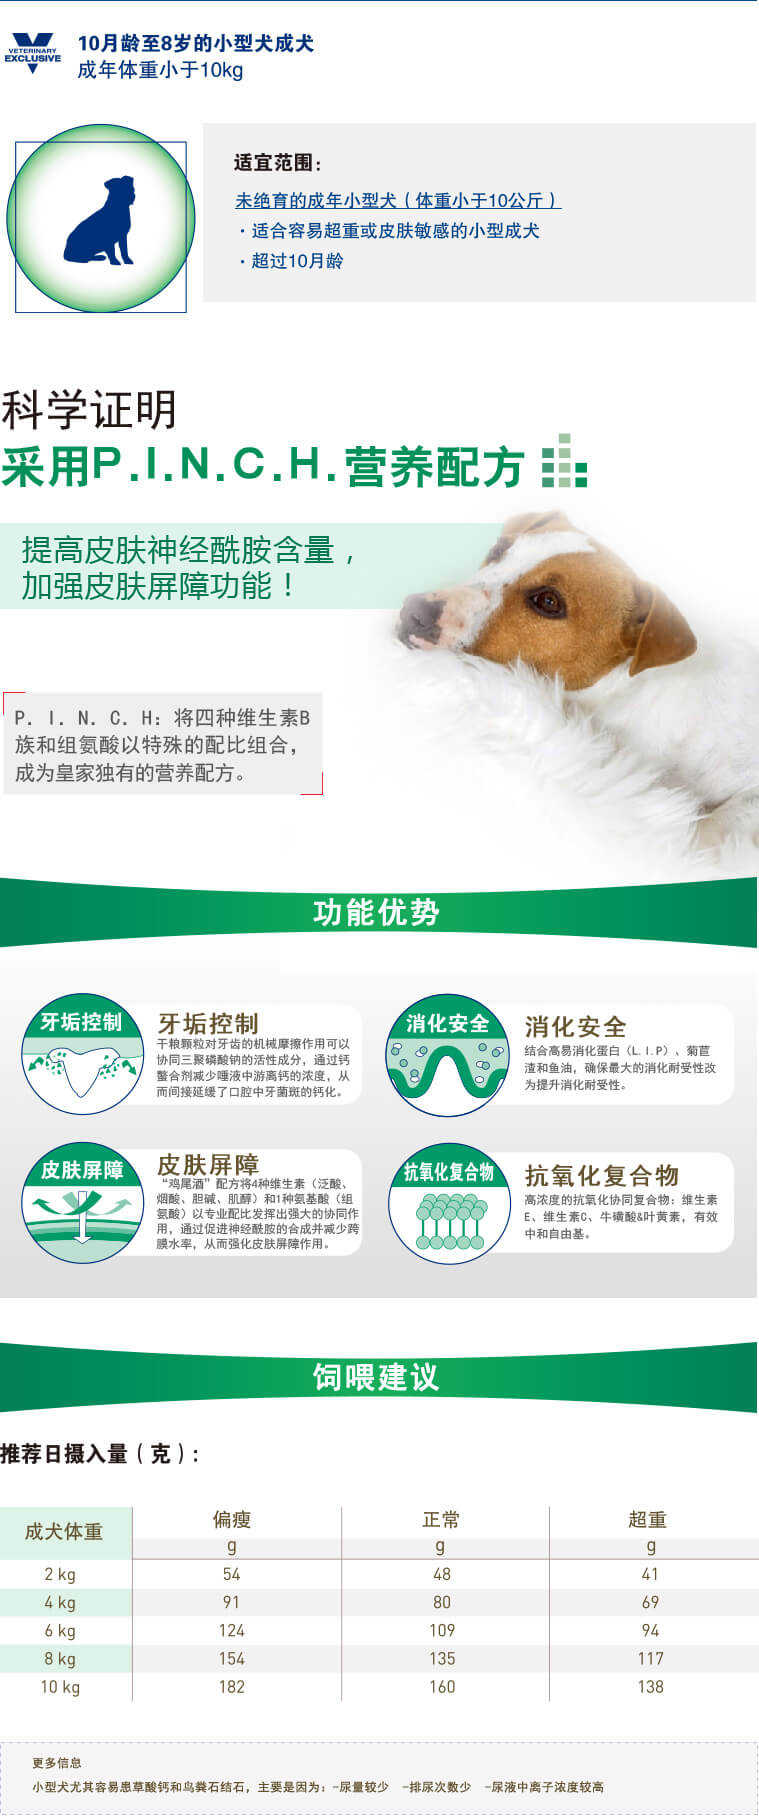 VETERINARY
EXCLUSIVE
10月龄至8岁的小型犬成犬
成年体重小于10kg
适宜范围：
未绝育的成年小型犬（体重小于10公斤）
·适合容易超重或皮肤敏感的小型成犬
·超过10月龄
科学证明
采用P.I.N.C.H.营养配方
提高皮肤神经酰胺含量，
加强皮肤屏障功能！
P. I. N. C. H：将四种维生素B
族和组氨酸以特殊的配比组合，
成为皇家独有的营养配方。
功能优势
牙垢控制
牙垢控制
干粮颗粒对牙齿的机械摩擦作用可以
协同三聚磷酸钠的活性成分，通过钙
螯合剂减少唾液中游离钙的浓度，从
而间接延缓了口腔中牙菌斑的钙化。
消化安全
消化安全
结合高易消化蛋白（L.I.P）、菊苣
渣和鱼油，确保最大的消化耐受性改
为提升消化耐受性。
皮肤屏障
皮肤屏障
“鸡尾酒”配方将4种维生素（泛酸、
烟酸、胆碱、肌醇）和1种氨基酸（组
氨酸）以专业配比发挥出强大的协同作
用，通过促进神经酰胺的合成并减少跨
膜水率，从而强化皮肤屏障作用。
抗氧化复合物
抗氧化复合物
高浓度的抗氧化协同复合物：维生素
E、维生素C、牛磺酸&叶黄素，有效
中和自由基。
饲喂建议
推荐日摄入量（克）:
成犬体重 偏瘦 正常 超重
g g g
2 kg 54 48 41
4 kg 91 80 69
6 kg 124 109 94
8 kg 154 135 117
10 kg 182 160 138
更多信息
小型犬尤其容易患草酸钙和鸟粪石结石，主要是因为：-尿量较少 -排尿次数少 -尿液中离子浓度较高